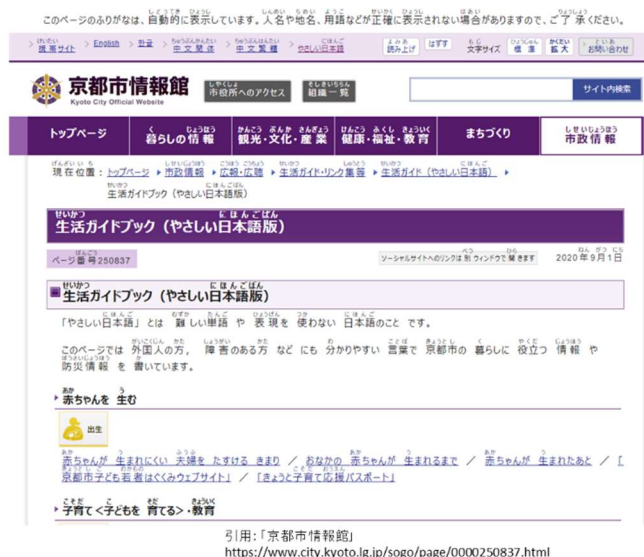 このページのふりがなは、自動的に表示しています。人名や地名、用語などが正確に表示されない場合がありますので、ご了承ください。
携帯サイト > English > 한글 > 中文簡体 > 中文繁體 > やさしい日本語 読み上げ はずす 文字サイズ 標準 拡大 > お問い合わせ
京都市情報館 市役所へのアクセス 組織一覧 サイト内検索
Kyoto City Official Website
トップページ 暮らしの情報 観光・文化・産業 健康・福祉・教育 まちづくり 市政情報
現在位置:トップページ 市政情報 広報・広聴 生活ガイド・リンク集等 生活ガイド(やさしい日本語)
生活ガイドブック(やさしい日本語版)
生活ガイドブック(やさしい日本語版)
ページ番号250837 ソーシャルサイトへのリンクは別ウィンドウで開きます 2020年9月1日
生活ガイドブック(やさしい日本語版)
「やさしい日本語」とは 難しい単語 や 表現を 使わない 日本語のこと です。
このページでは 外国人の方, 障害のある方 など にも 分かりやすい 言葉で 京都市の 暮らしに 役立つ 情報 や
防災情報 を 書いています。
赤ちゃんを 生む
出生
赤ちゃんが 生まれにくい 夫婦を たすける きまり / おなかの 赤ちゃんが 生まれるまで / 赤ちゃんが 生まれたあと / 「
京都市子ども若者はぐくみウェブサイト」 / 「きょうと子育て応援パスポート」
子育て<子どもを 育てる>・教育
引用:「京都市情報館」
https://www.city.kyoto.lg.jp/sogo/page/0000250837.html